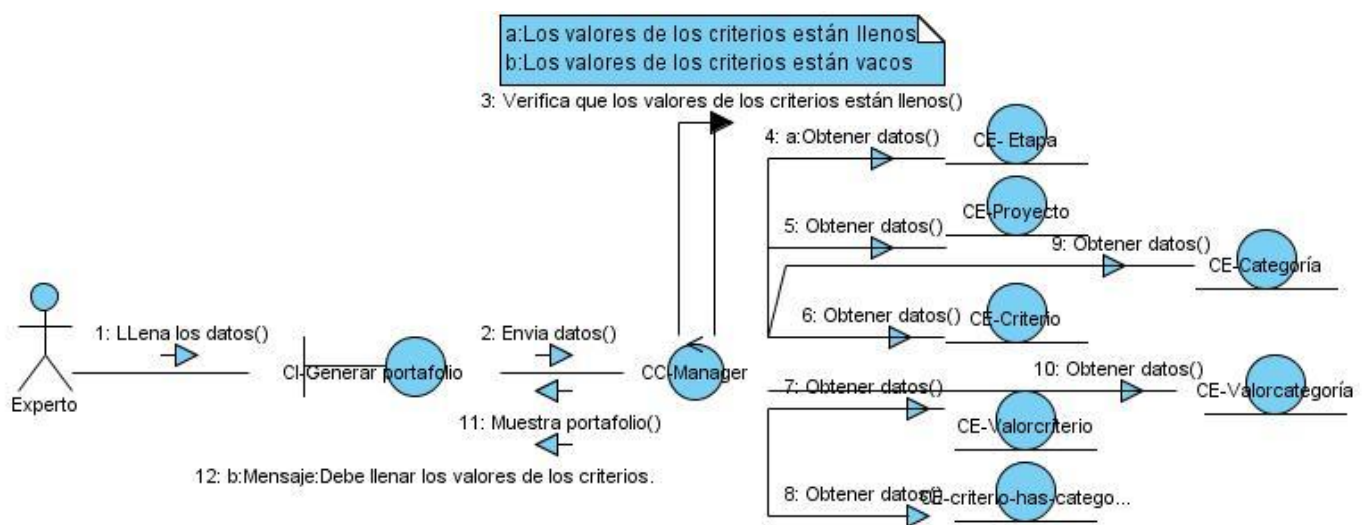 a:Los valores de los criterios están llenos
b:Los valores de los criterios están vacos
3: Verifica que los valores de los criterios están llenos()
4: a:Obtener datos()
CE- Etapa
CE-Proyecto
5: Obtener datos()
9: Obtener datos()
CE-Categoría
6: Obtener datos()
CE-Criterio
1: LLena los datos()
2: Envia datos()
CI-Generar portafolio
CC-Manager
Experto
7: Obtener datos()
10: Obtener datos()
CE-Valorcategoría
11: Muestra portafolio()
CE-Valorcriterio
12: b:Mensaje:Debe llenar los valores de los criterios.
8: Obtener datos()
CE-criterio-has-catego...